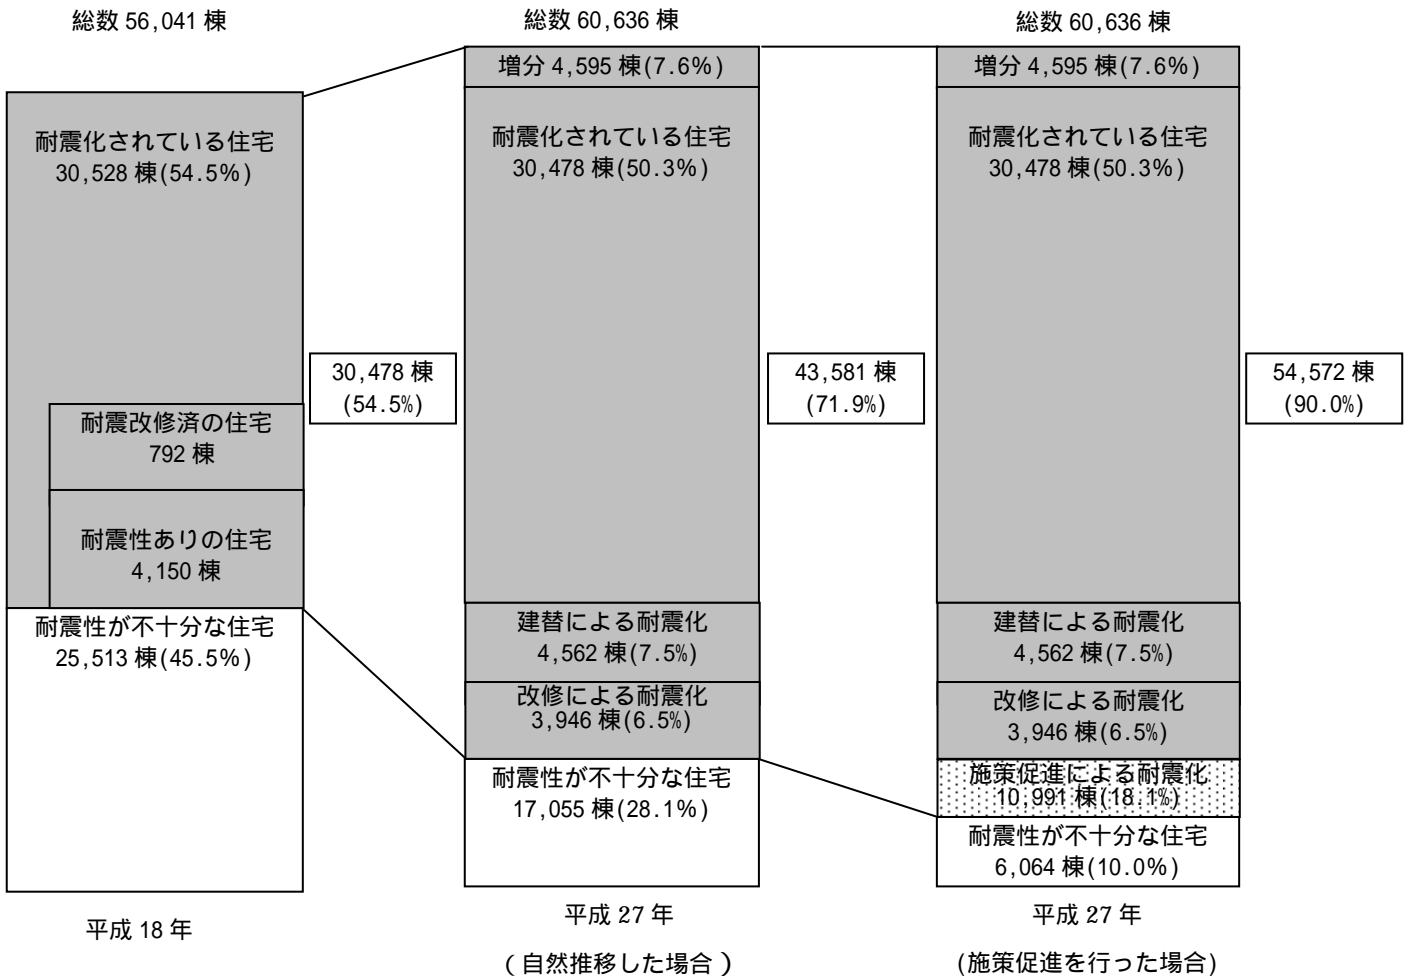 総数 56,041 棟
耐震化されている住宅
30,528 棟(54.5%)
耐震改修済の住宅
792 棟
耐震性ありの住宅
4,150 棟
耐震性が不十分な住宅
25,513 棟(45.5%)
平成 18 年
30,478 棟
(54.5%)
総数 60,636 棟
増分 4,595 棟(7.6%)
耐震化されている住宅
30,478 棟(50.3%)
建替による耐震化
4,562 棟(7.5%)
改修による耐震化
3,946 棟(6.5%)
耐震性が不十分な住宅
17,055 棟(28.1%)
平成 27 年
(自然推移した場合)
43,581 棟
(71.9%)
総数 60,636 棟
増分 4,595 棟(7.6%)
耐震化されている住宅
30,478 棟(50.3%)
建替による耐震化
4,562 棟(7.5%)
改修による耐震化
3,946 棟(6.5%)
施策促進による耐震化
10,991 棟(18.1%)
耐震性が不十分な住宅
6,064 棟(10.0%)
平成 27 年
(施策促進を行った場合)
54,572 棟
(90.0%)